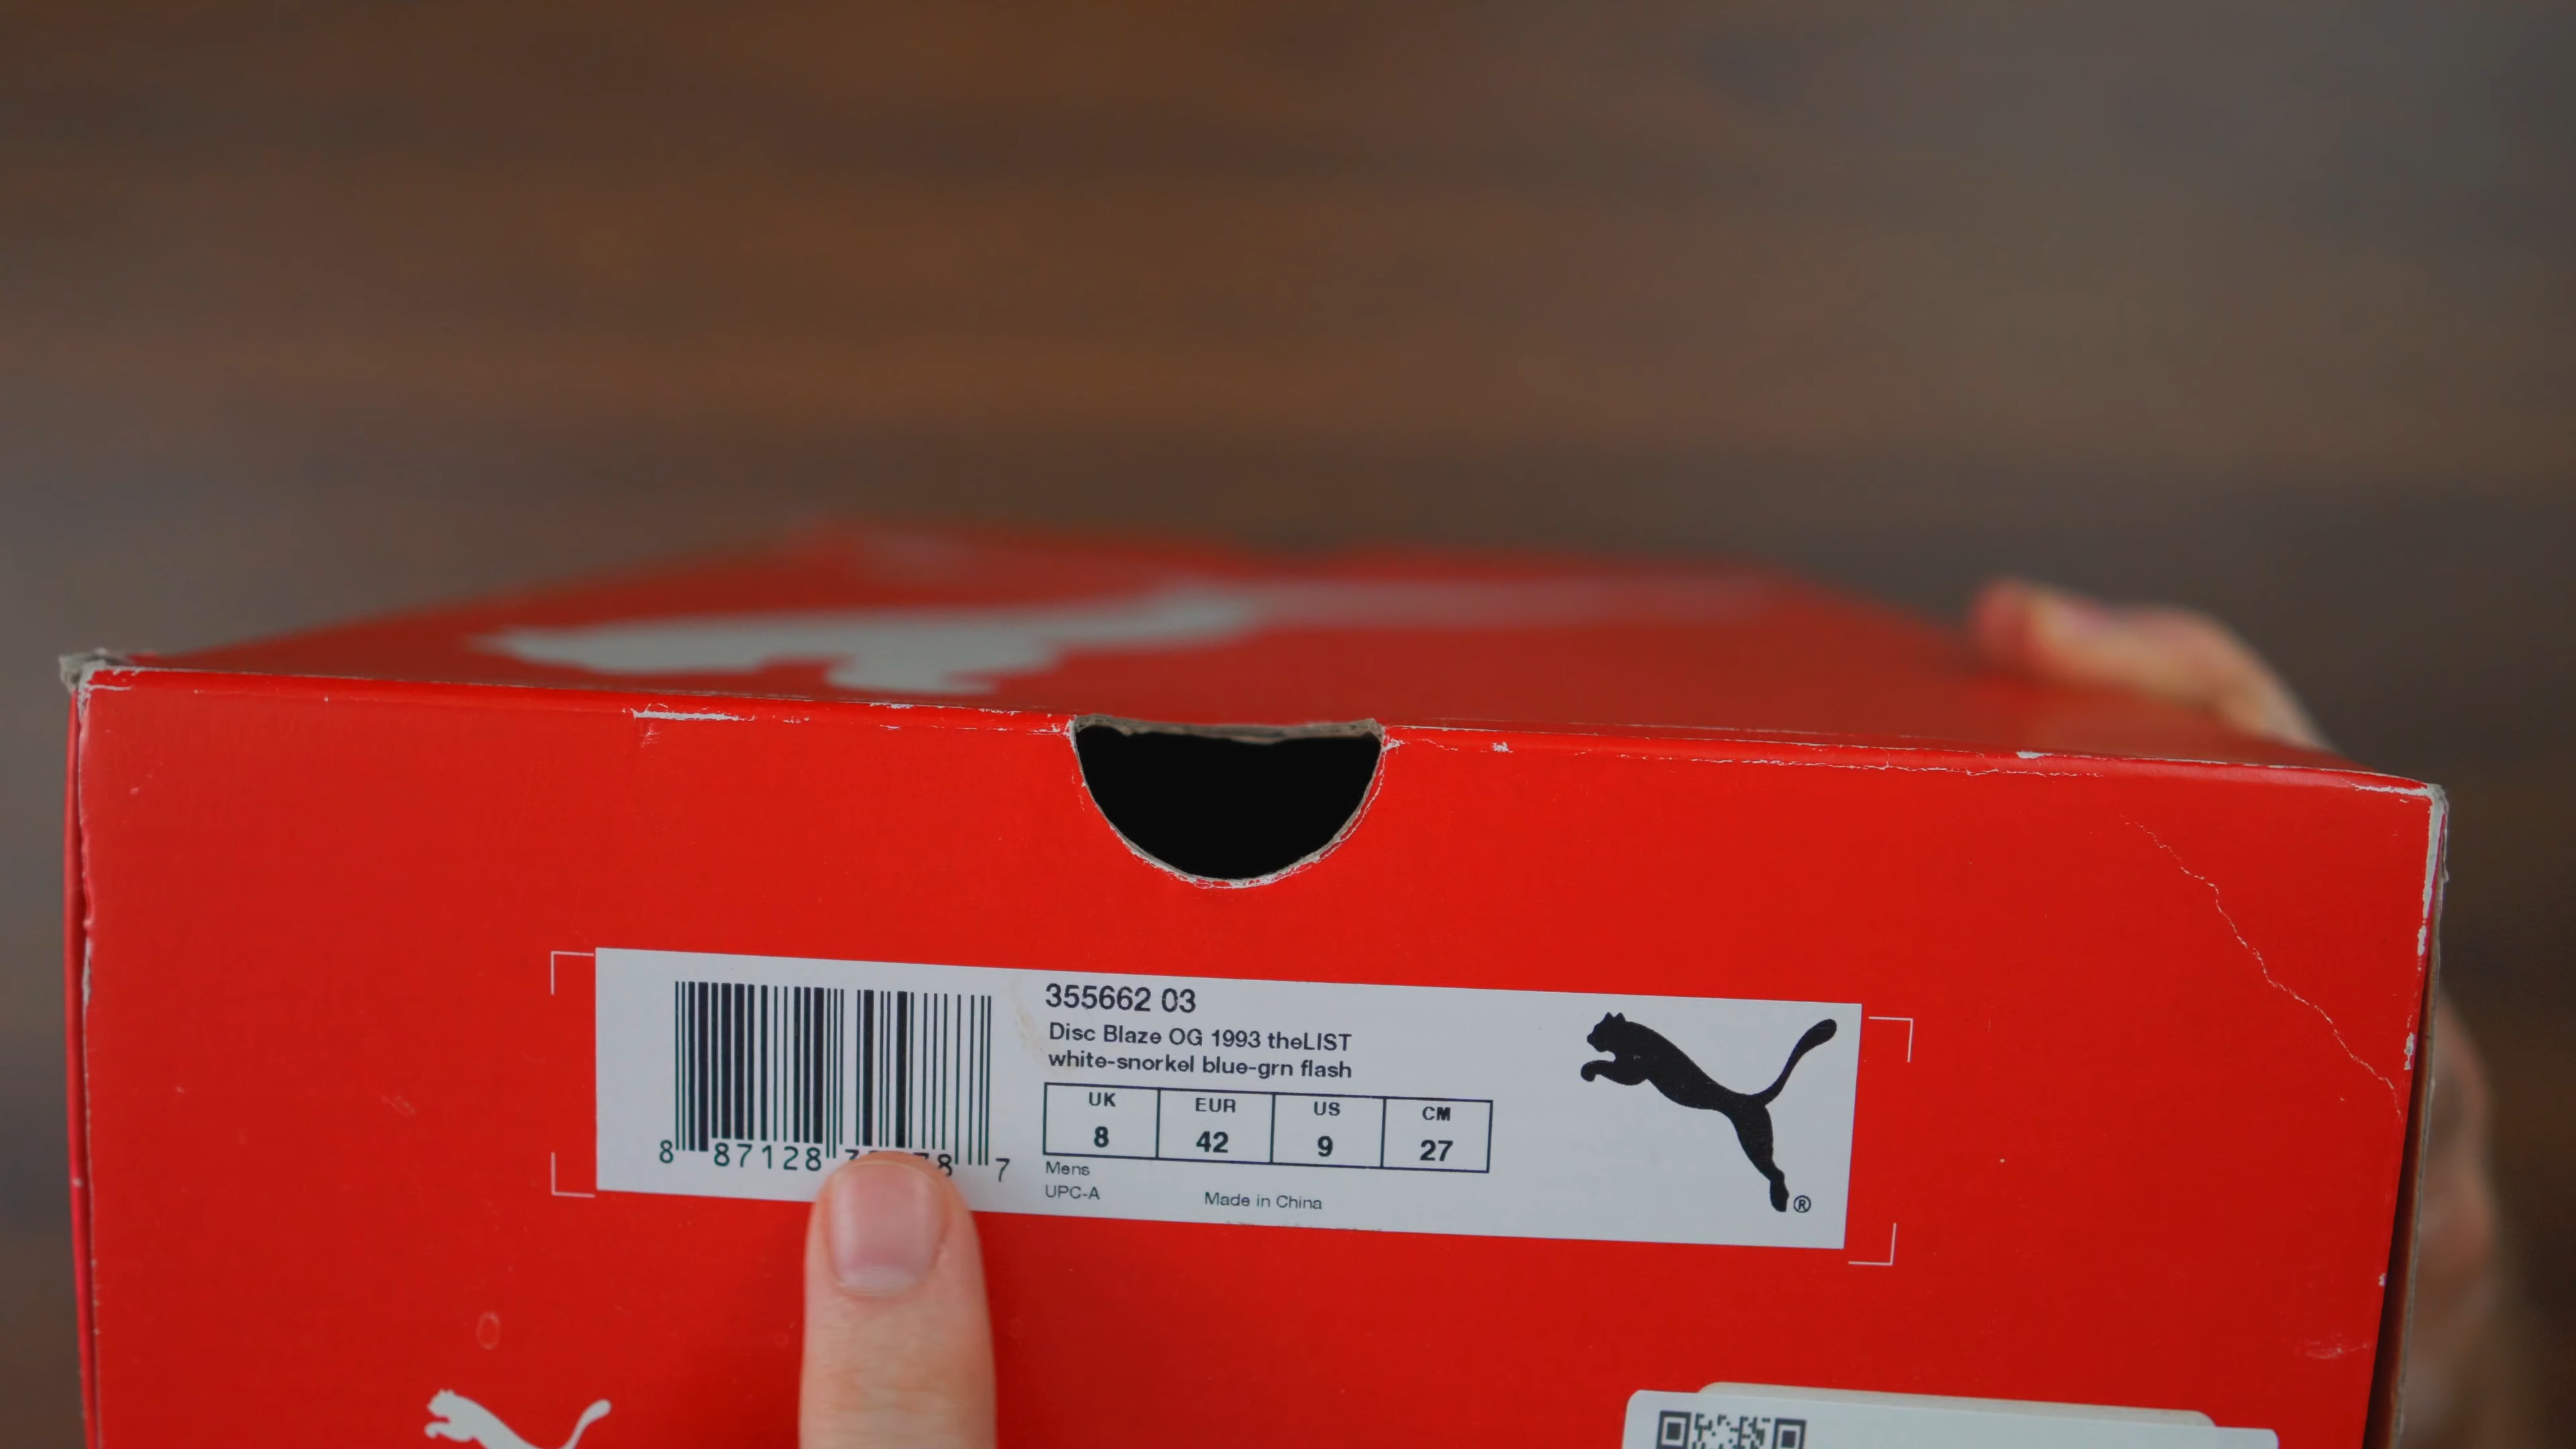 355662 03
Disc Blaze OG 1993 theLIST
white-snorkel blue-grn flash
UK EUR US CM
8 42 9 27
Mens
UPC-A Made in China
®
8 87128 7